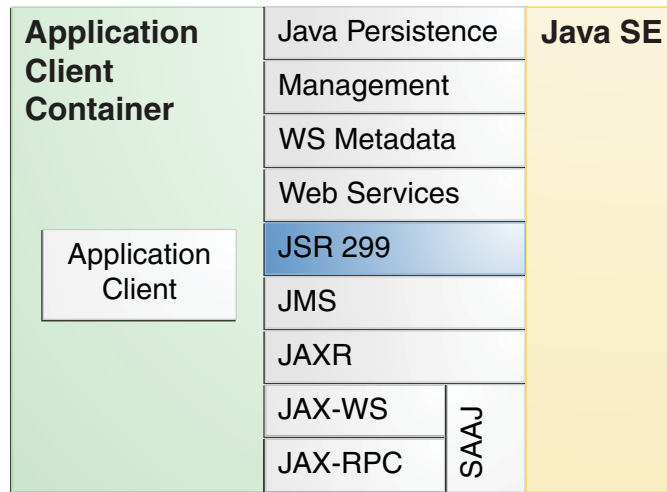 Application
Client
Container
Application
Client
Java Persistence
Management
WS Metadata
Web Services
JSR 299
JMS
JAXR
JAX-WS
JAX-RPC
SAAJ
Java SE